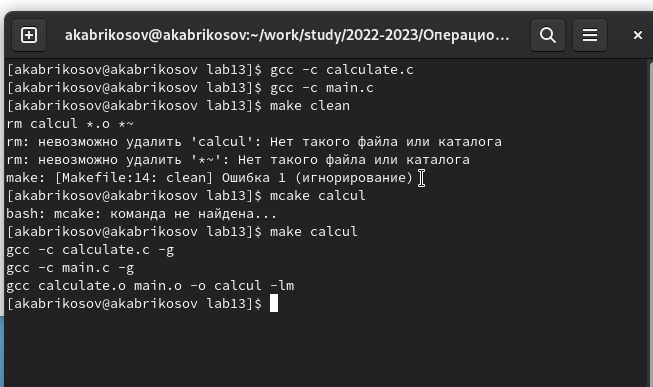 akabrikosov@akabrikosov:~/work/study/2022-2023/Операцио...
[akabrikosov@akabrikosov lab13]$ gcc -c calculate.c
[akabrikosov@akabrikosov lab13]$ gcc -c main.c
[akabrikosov@akabrikosov lab13]$ make clean
rm calcul *.o *~
rm: невозможно удалить 'calcul': Нет такого файла или каталога
rm: невозможно удалить '*~': Нет такого файла или каталога
make: [Makefile:14: clean] Ошибка 1 (игнорирование)
[akabrikosov@akabrikosov lab13]$ mcake calcul
bash: mcake: команда не найдена...
[akabrikosov@akabrikosov lab13]$ make calcul
gcc -c calculate.c -g
gcc -c main.c -g
gcc calculate.o main.o -o calcul -lm
[akabrikosov@akabrikosov lab13]$